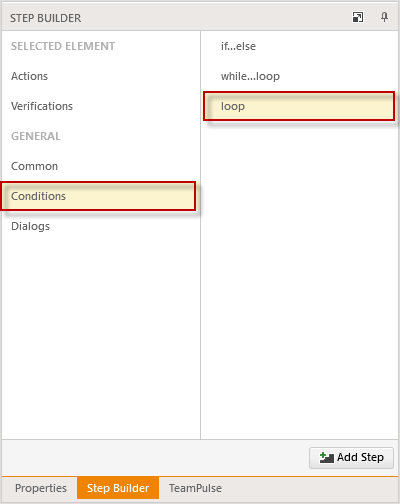 STEP BUILDER
SELECTED ELEMENT
Actions
Verifications
GENERAL
Common
Conditions
Dialogs
if...else
while...loop
loop
Add Step
Properties
Step Builder
TeamPulse